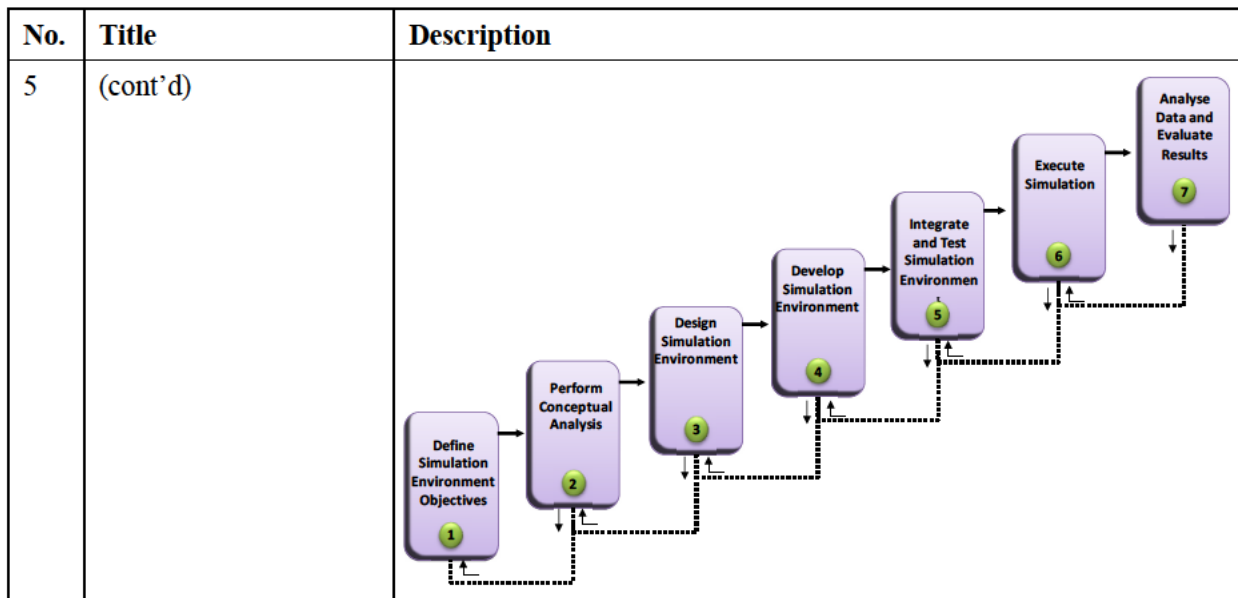 No. Title Description
5 (cont’d)
Analyse
Data and
Evaluate
Results
7
Execute
Simulation
6
Integrate
and Test
Simulation
Environmen
t
5
Develop
Simulation
Environment
4
Design
Simulation
Environment
3
Perform
Conceptual
Analysis
2
Define
Simulation
Environment
Objectives
1